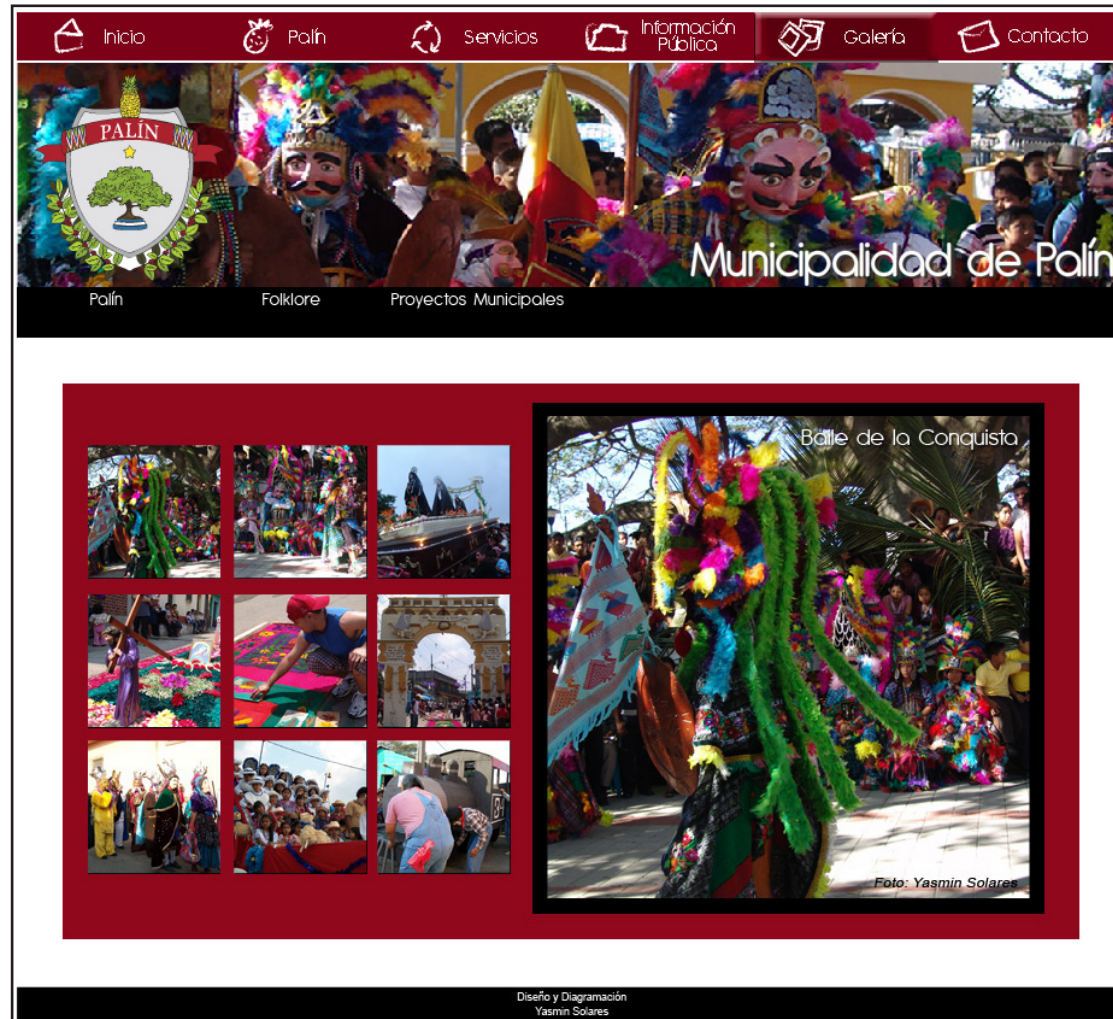 Inicio
Palín
Servicios
Información
Pública
Galería
Contacto
PALÍN
Municipalidad de Palín
Palín
Folklore
Proyectos Municipales
Baile de la Conquista
Foto: Yasmin Solares
Diseño y Diagramación
Yasmin Solares